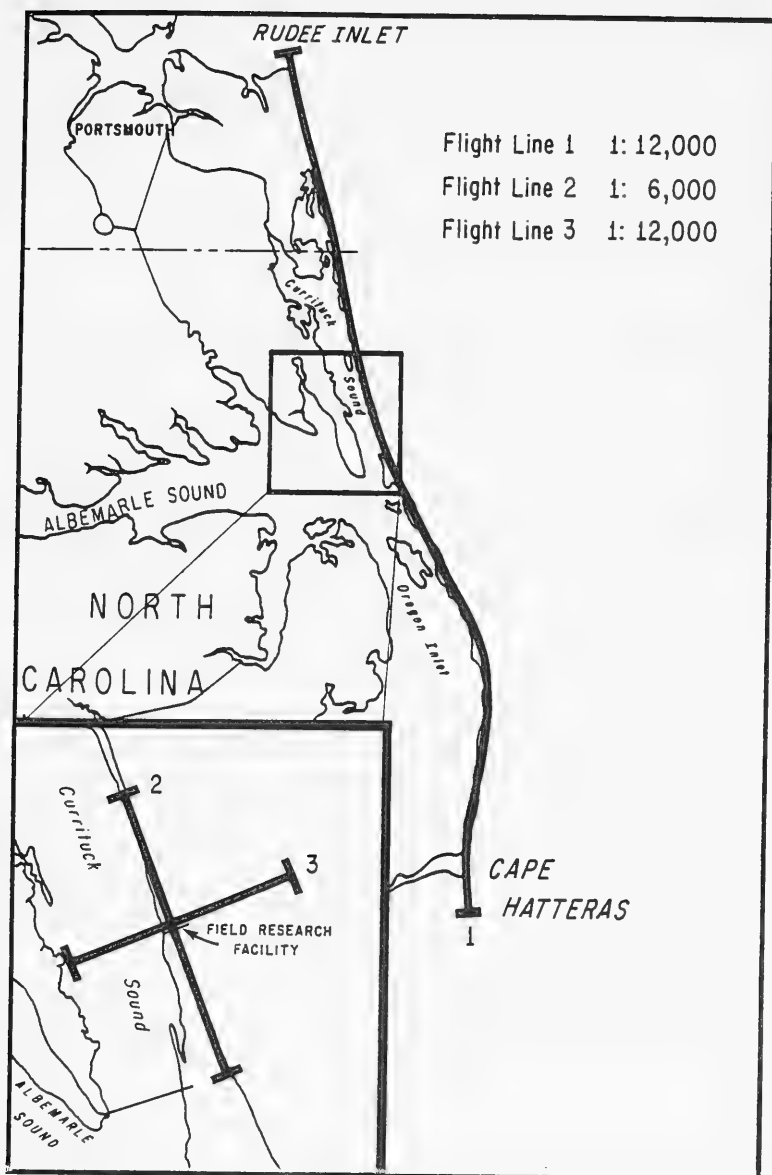 RUDEE INLET
PORTSMOUTH
Flight Line 1 1: 12,000
Flight Line 2 1: 6,000
Flight Line 3 1: 12,000
Currituck
Sound
ALBEMARLE SOUND
NORTH
CAROLINA
Oregon Inlet
CAPE
HATTERAS
1
2
Currituck
3
FIELD RESEARCH
FACILITY
Sound
ALBEMARLE
SOUND